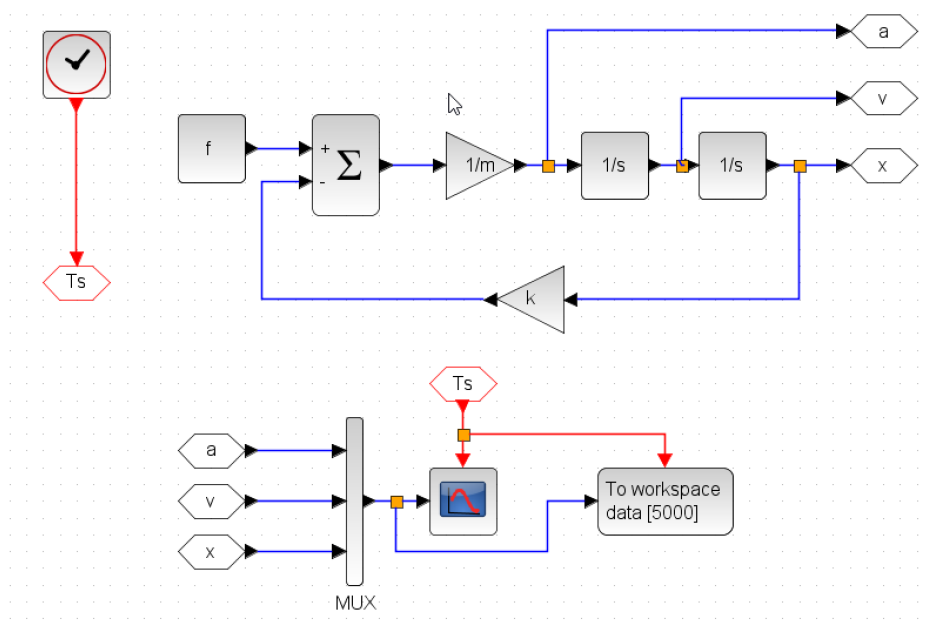 a
v
f
+
-
Σ
1/m
1/s
1/s
x
Ts
k
Ts
a
v
x
To workspace
data [5000]
MUX